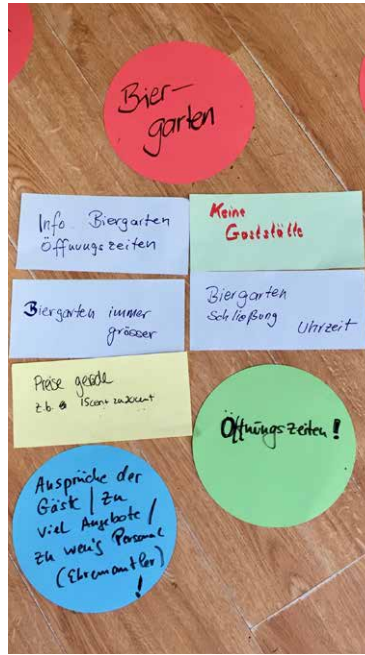 Bier-
garten
Info Biergarten
Öffnungszeiten
Keine
Gaststätte
Biergarten immer
grösser
Biergarten
Schließung
Uhrzeit
Preise gerade
z.b.
Öffnungszeiten!
Ansprüche der
Gäste / zu
viel Angebote /
zu wen's Personal
(Ehrenamtler)
!